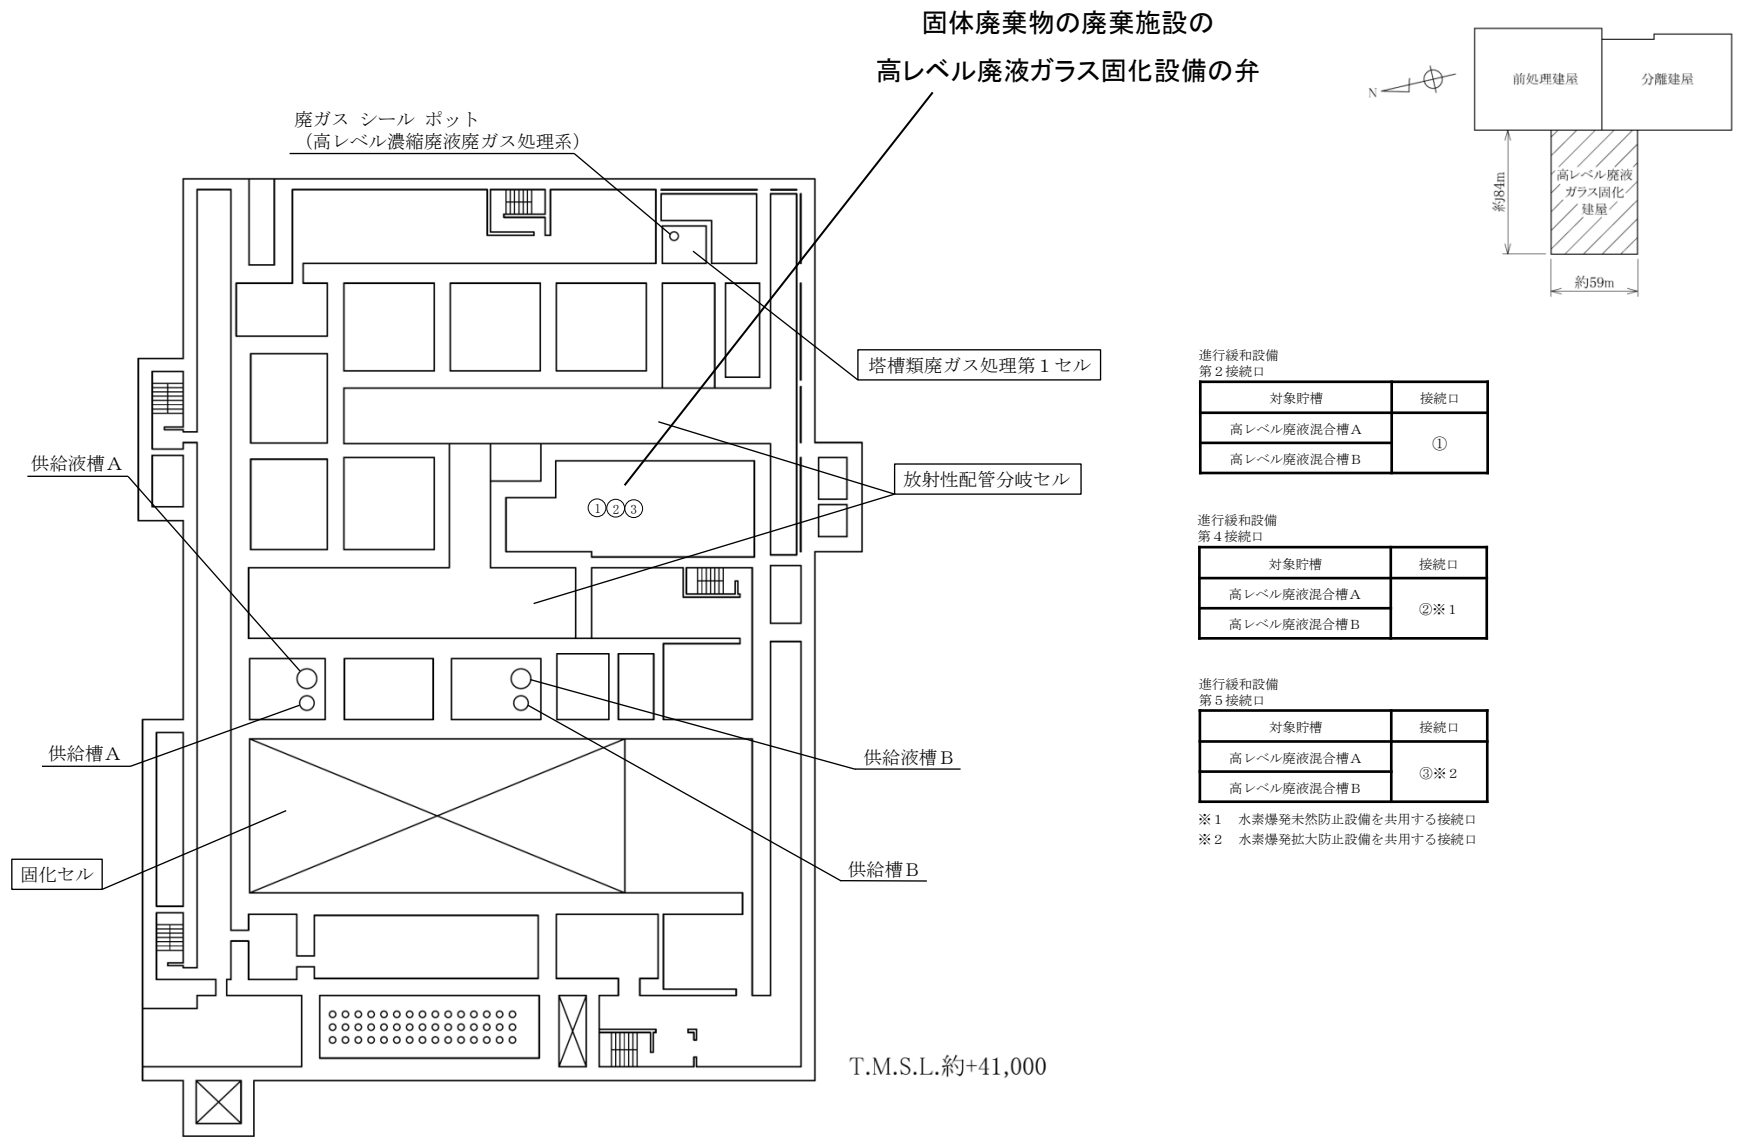 固体廃棄物の廃棄施設の
高レベル廃液ガラス固化設備の弁
N
前処理建屋
分離建屋
高レベル廃液
ガラス固化
建屋
約84m
約59m
廃ガス シール ポット
（高レベル濃縮廃液廃ガス処理系）
塔槽類廃ガス処理第１セル
供給液槽Ａ
放射性配管分岐セル
①②③
供給槽Ａ
供給液槽Ｂ
固化セル
供給槽Ｂ
T.M.S.L.約+41,000
進行緩和設備
第２接続口
対象貯槽 接続口
高レベル廃液混合槽Ａ
①
高レベル廃液混合槽Ｂ
進行緩和設備
第４接続口
対象貯槽 接続口
高レベル廃液混合槽Ａ
②※１
高レベル廃液混合槽Ｂ
進行緩和設備
第５接続口
対象貯槽 接続口
高レベル廃液混合槽Ａ
③※２
高レベル廃液混合槽Ｂ
※１　水素爆発未然防止設備を共用する接続口
※２　水素爆発拡大防止設備を共用する接続口